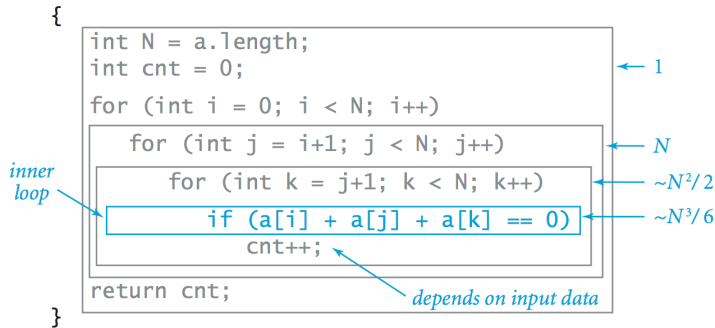 {
int N = a.length;
int cnt = 0;
1
for (int i = 0; i < N; i++)
for (int j = i+1; j < N; j++)
N
for (int k = j+1; k < N; k++)
~N²/2
inner
loop
if (a[i] + a[j] + a[k] == 0)
~N³/6
cnt++;
depends on input data
return cnt;
}